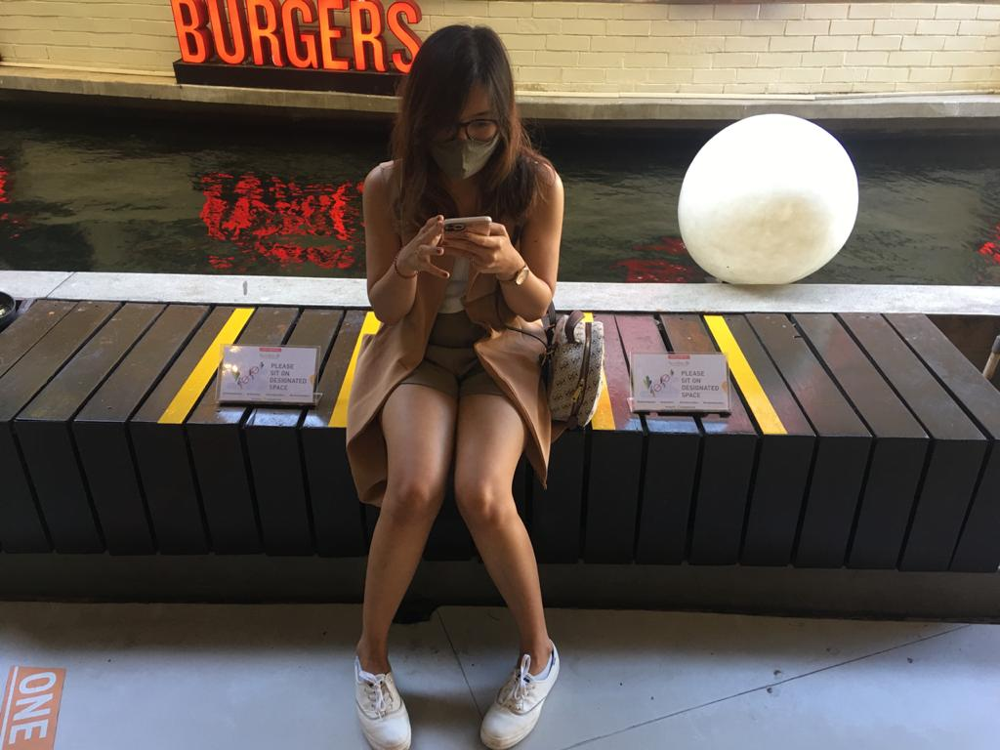 BURGERS
PLEASE
SIT ON
DESIGNATED
SPACE
PLEASE
SIT ON
DESIGNATED
SPACE
ONE